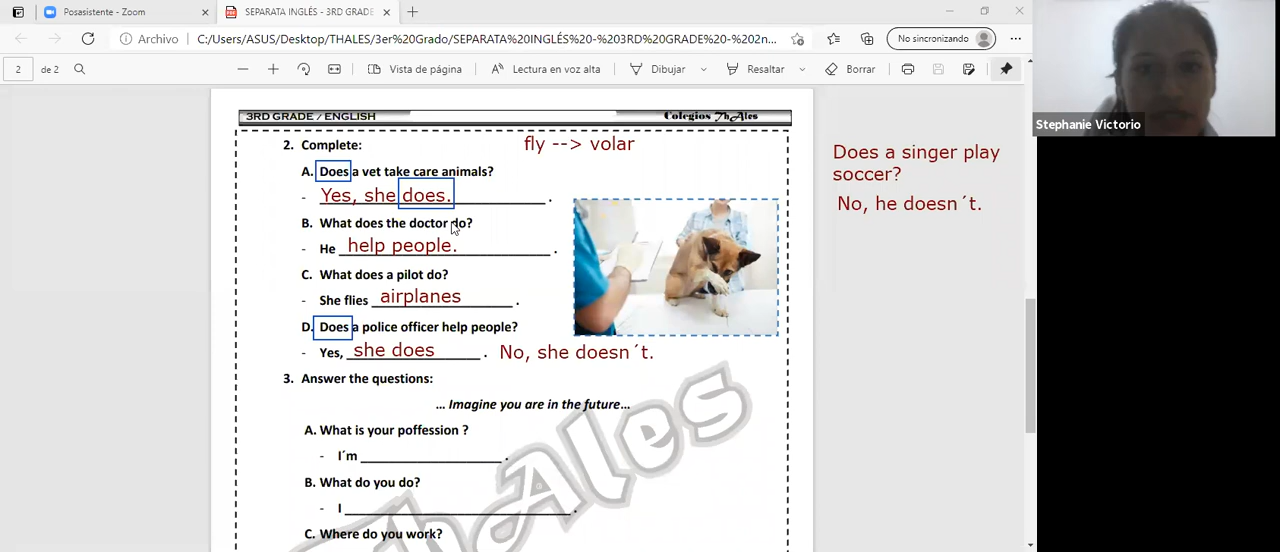 Posasistente - Zoom
SEPARATA INGLÉS - 3RD GRADE
Archivo
C:/Users/ASUS/Desktop/THALES/3er%20Grado/SEPARATA%20INGLÉS%20-%203RD%20GRADE%20-%202n...
No sincronizando
2
de 2
Vista de página
Lectura en voz alta
Dibujar
Resaltar
Borrar
Stephanie Victorio
3RD GRADE / ENGLISH
Colegios ThAles
2. Complete:
fly --> volar
A. Does a vet take care animals?
- Yes, she does. .
B. What does the doctor do?
- He help people. .
C. What does a pilot do?
- She flies airplanes .
D. Does a police officer help people?
- Yes, she does . No, she doesn´t.
Does a singer play
soccer?
No, he doesn´t.
3. Answer the questions:
... Imagine you are in the future...
A. What is your poffession ?
- I´m .
B. What do you do?
- I .
C. Where do you work?
ThAles